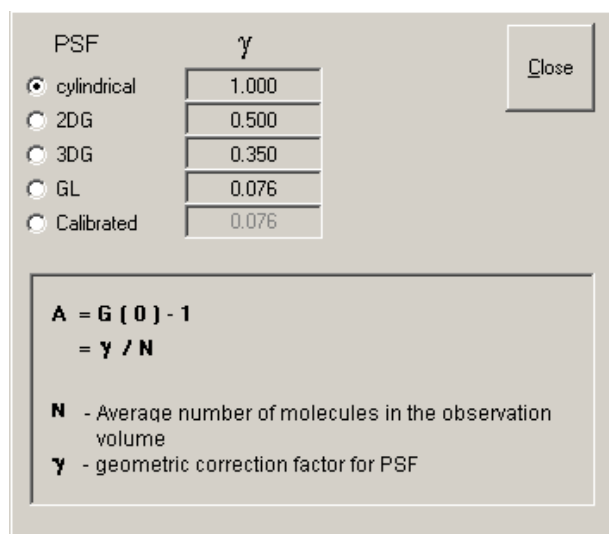 PSF γ
Close
cylindrical 1.000
2DG 0.500
3DG 0.350
GL 0.076
Calibrated 0.076
A = G ( 0 ) - 1
= γ / N
N - Average number of molecules in the observation
volume
γ - geometric correction factor for PSF